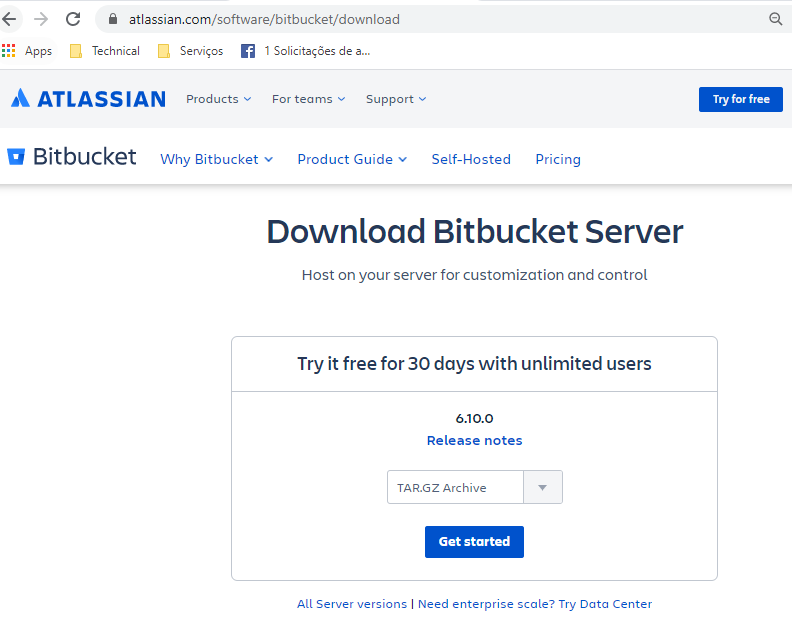 atlassian.com/software/bitbucket/download
Apps Technical Serviços 1 Solicitações de a...
ATLASSIAN Products For teams Support Try for free
Bitbucket Why Bitbucket Product Guide Self-Hosted Pricing
Download Bitbucket Server
Host on your server for customization and control
Try it free for 30 days with unlimited users
6.10.0
Release notes
TAR.GZ Archive
Get started
All Server versions | Need enterprise scale? Try Data Center